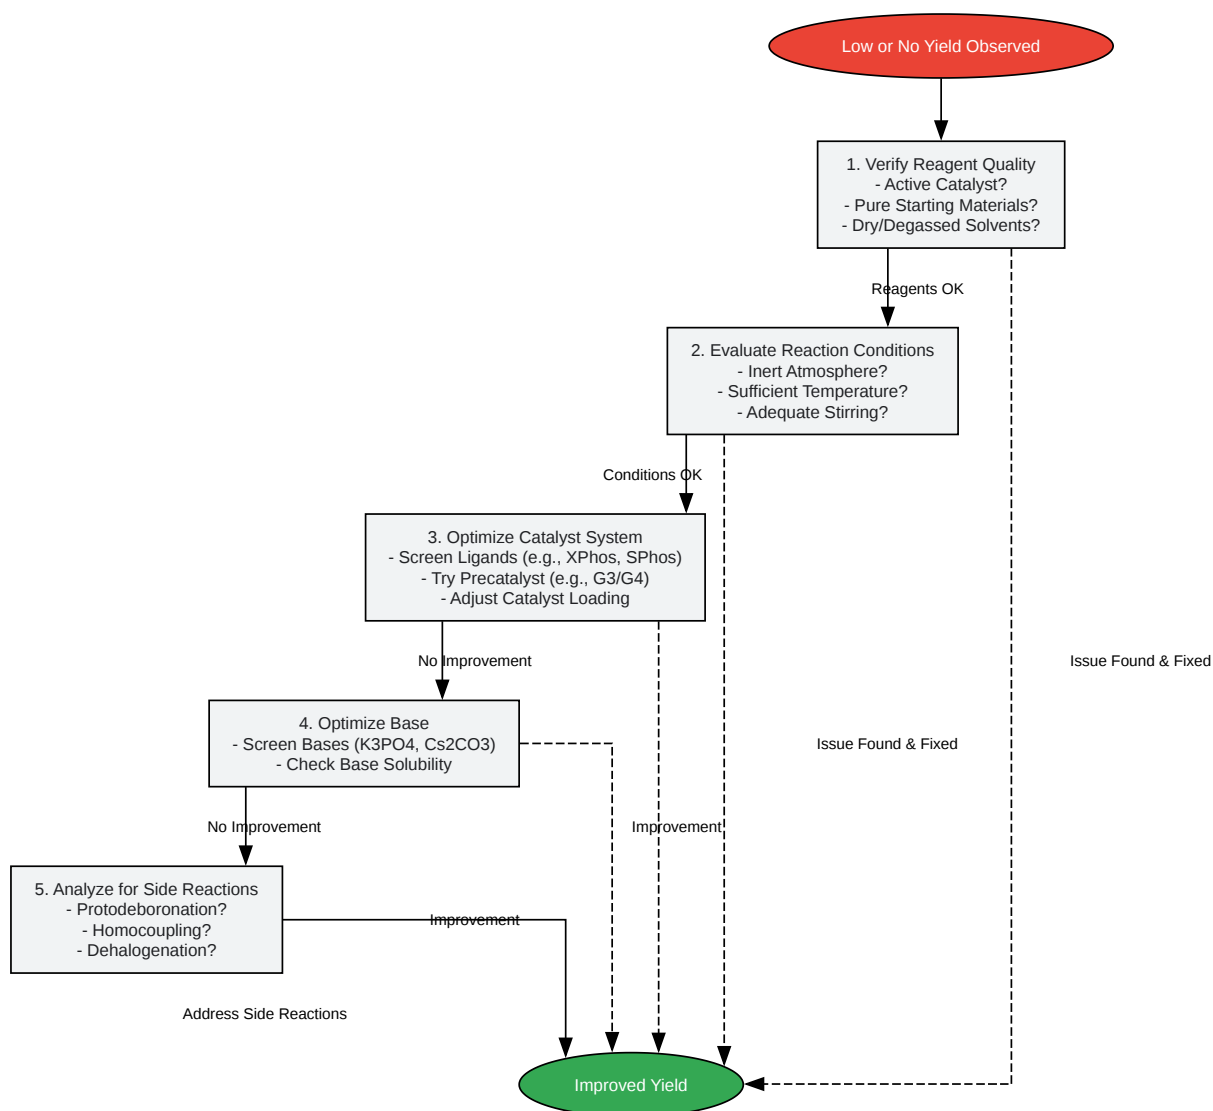 Low or No Yield Observed
1. Verify Reagent Quality
- Active Catalyst?
- Pure Starting Materials?
- Dry/Degassed Solvents?
Reagents OK
2. Evaluate Reaction Conditions
- Inert Atmosphere?
- Sufficient Temperature?
- Adequate Stirring?
Conditions OK
3. Optimize Catalyst System
- Screen Ligands (e.g., XPhos, SPhos)
- Try Precatalyst (e.g., G3/G4)
- Adjust Catalyst Loading
No Improvement
Issue Found & Fixed
4. Optimize Base
- Screen Bases (K3PO4, Cs2CO3)
- Check Base Solubility
Issue Found & Fixed
No Improvement
Improvement
5. Analyze for Side Reactions
- Protodeboronation?
- Homocoupling?
- Dehalogenation?
Improvement
Address Side Reactions
Improved Yield